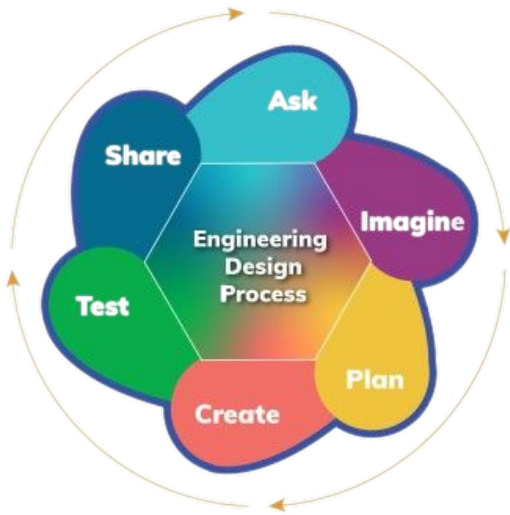 Ask
Imagine
Plan
Create
Test
Share
Engineering
Design
Process